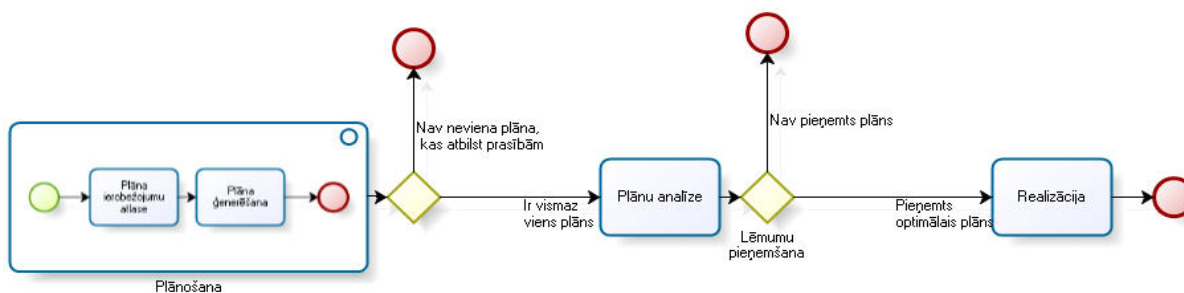 Plāna
ierobežojumu
atlase
Plāna
ģenerēšana
Plānošana
Nav neviena plāna,
kas atbilst prasībām
Ir vismaz
viens plāns
Plānu analīze
Nav pieņemts plāns
Lēmumu
pieņemšana
Pieņemts
optimālais plāns
Realizācija